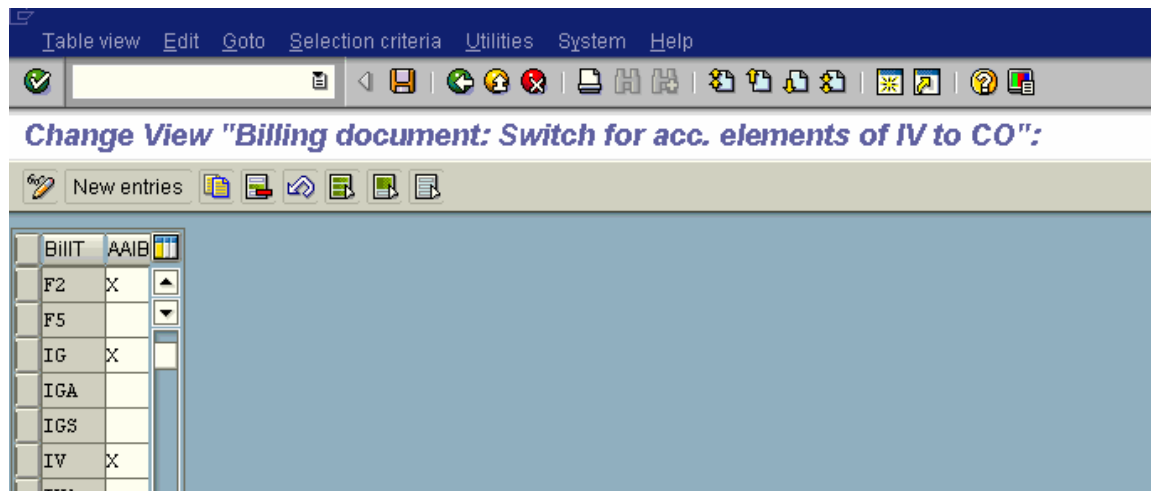 Table view Edit Goto Selection criteria Utilities System Help
Change View "Billing document: Switch for acc. elements of IV to CO":
New entries
BillT AAIB
F2 X
F5
IG X
IGA
IGS
IV X